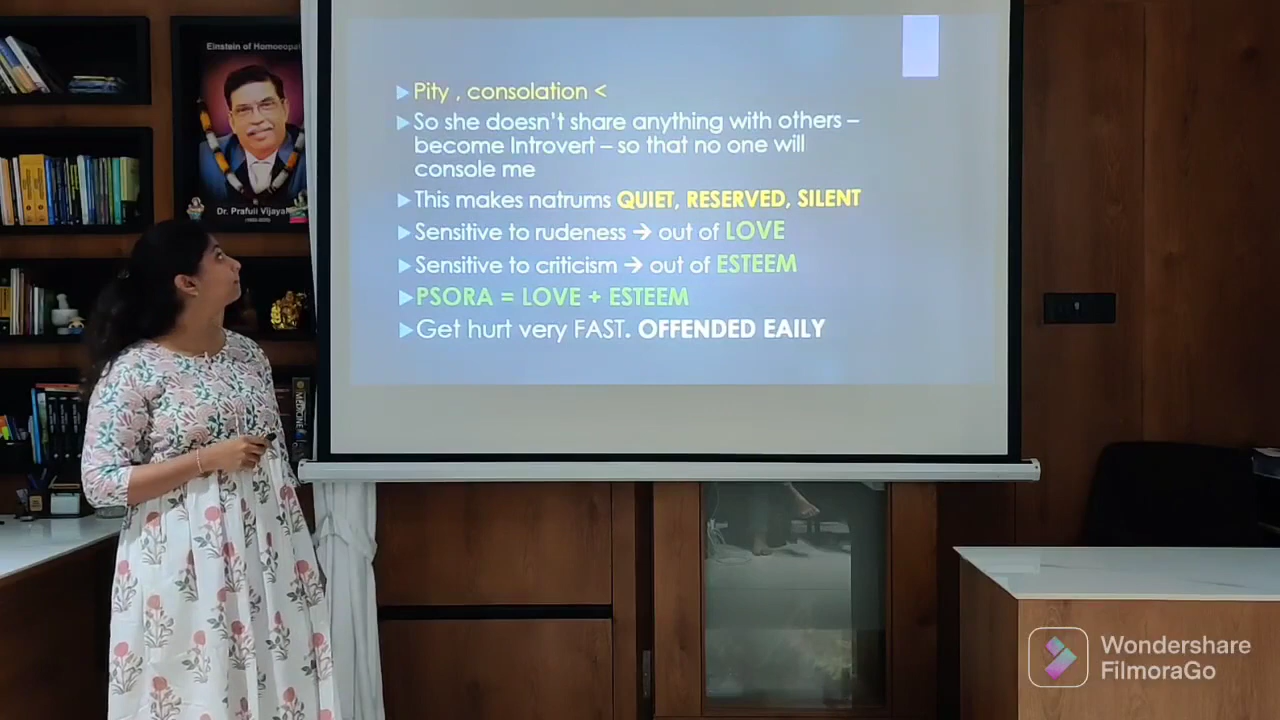 Einstein of Homoeopat
Dr. Prafull Vijayak
▶Pity , consolation <
▶So she doesn't share anything with others –
become Introvert – so that no one will
console me
▶This makes natrums QUIET, RESERVED, SILENT
▶Sensitive to rudeness → out of LOVE
▶Sensitive to criticism → out of ESTEEM
▶PSORA = LOVE + ESTEEM
▶Get hurt very FAST. OFFENDED EAILY
MEDICINE
Wondershare
FilmoraGo